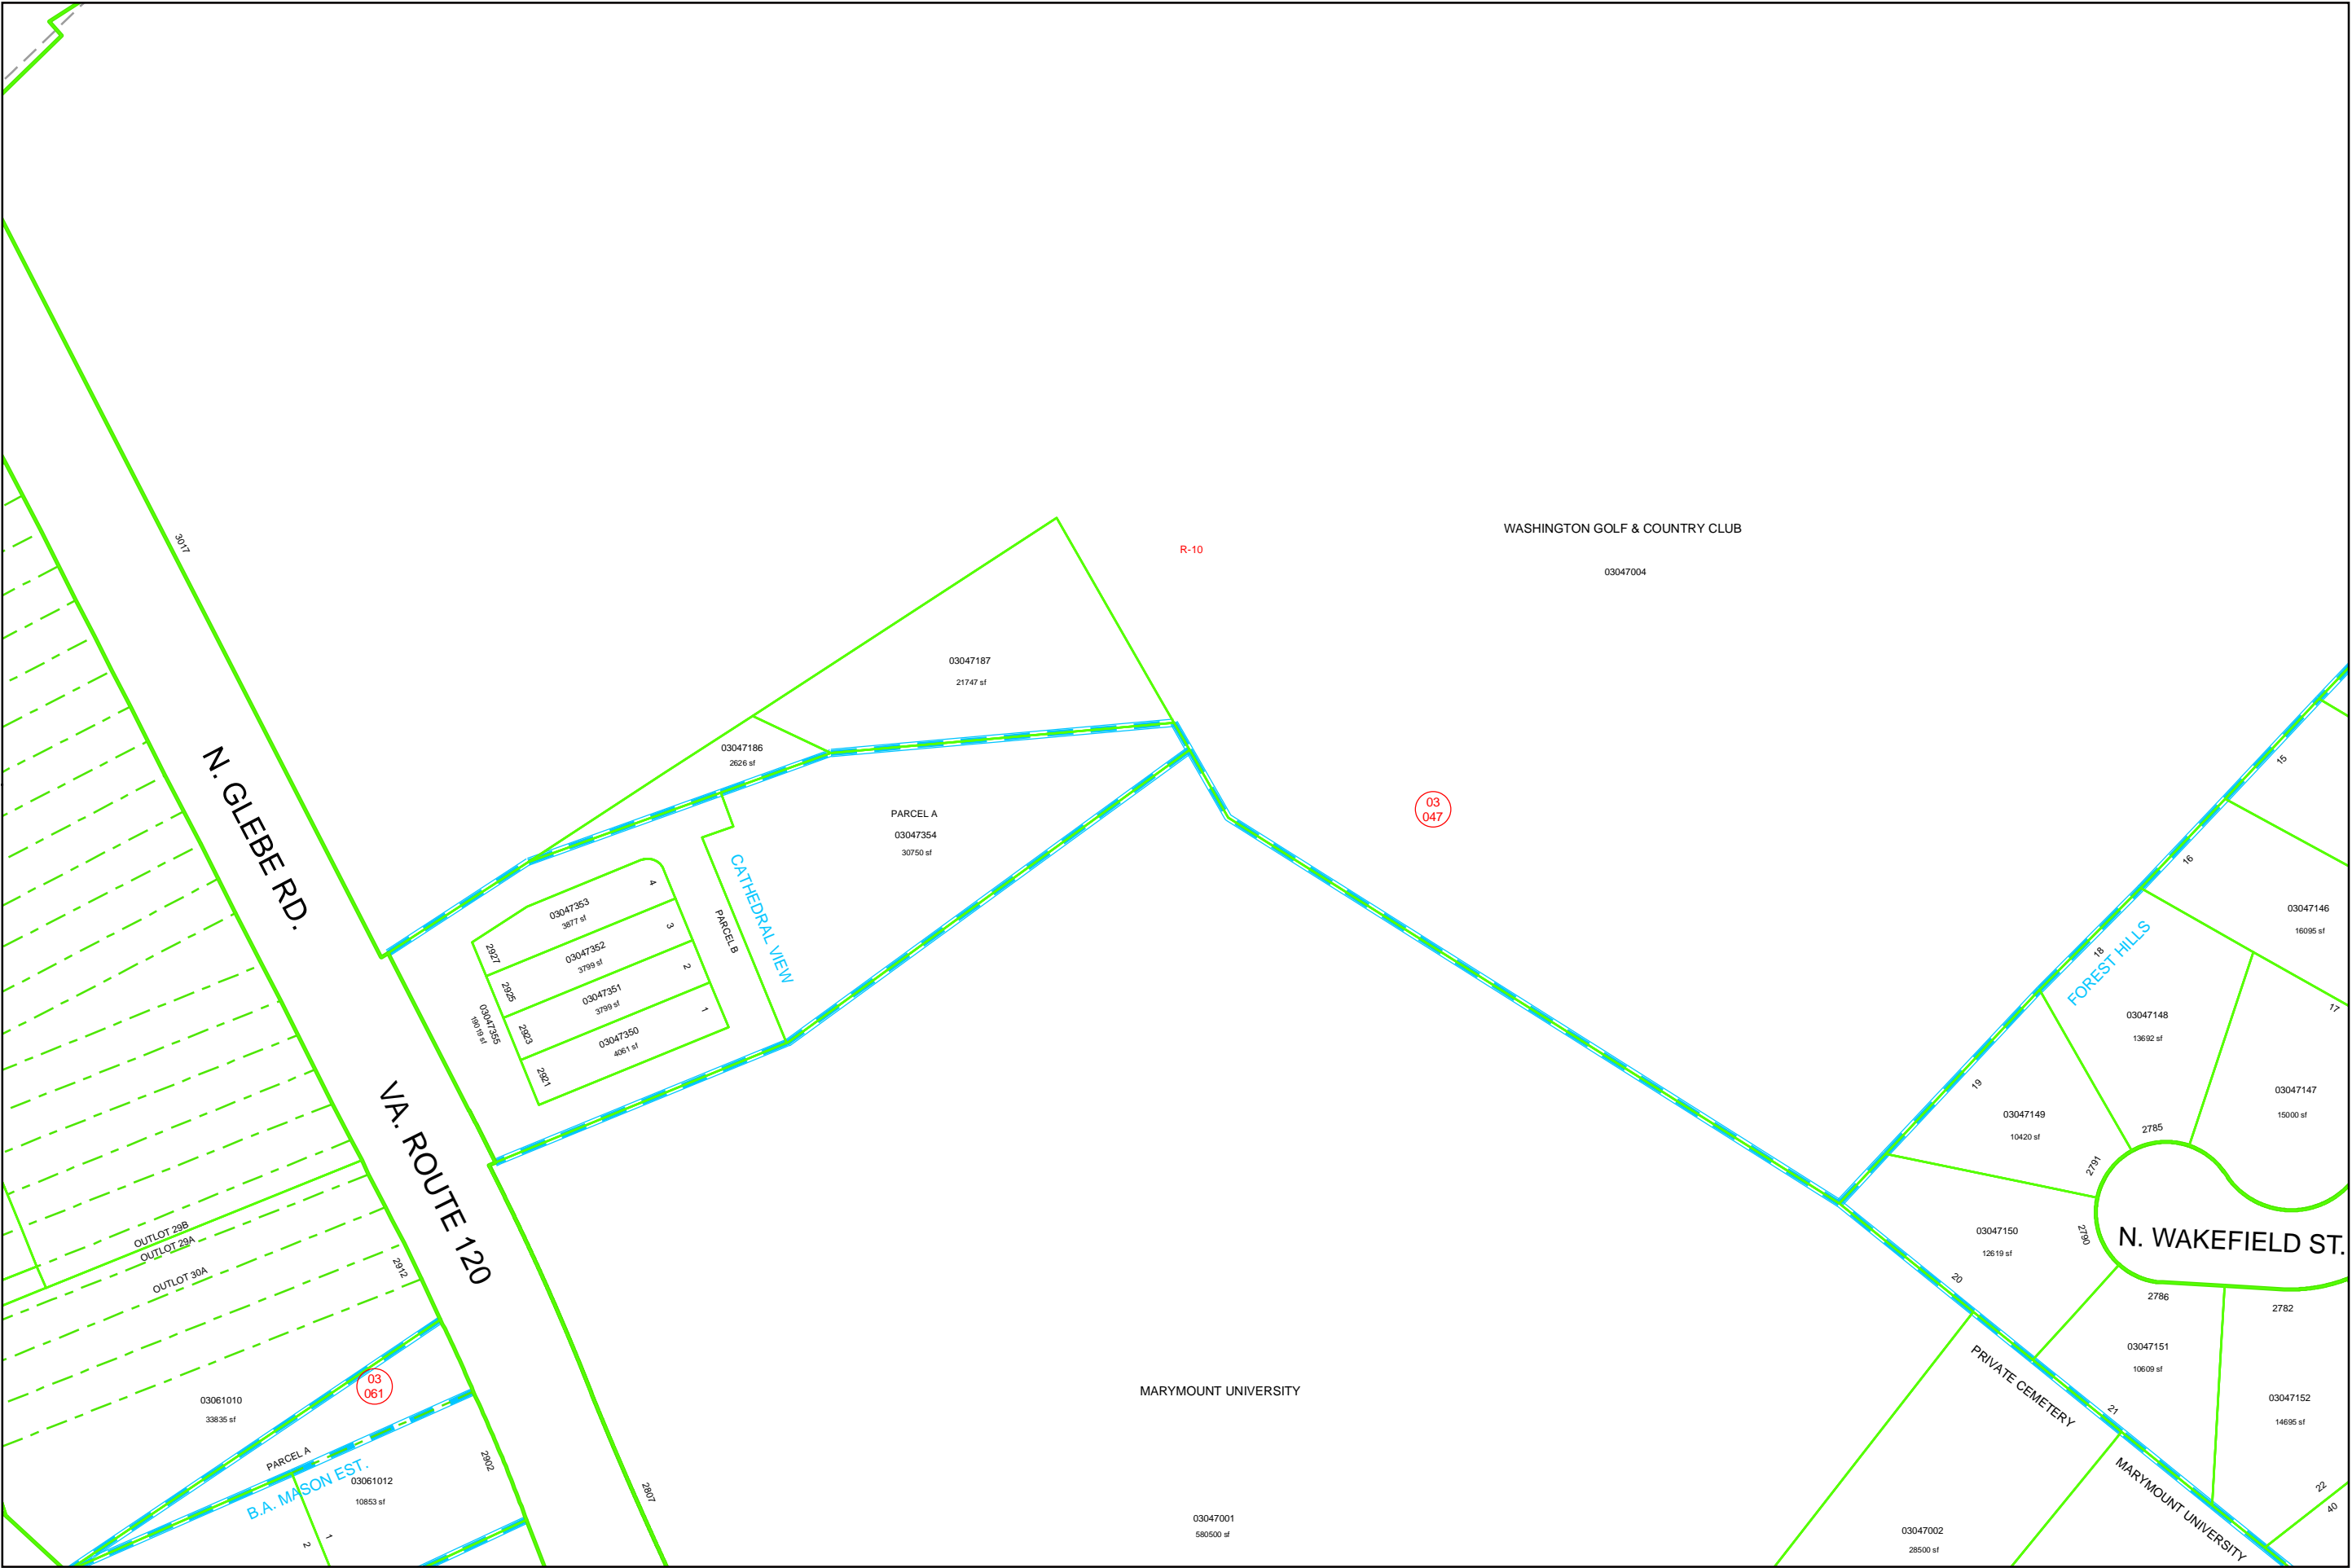 3017
WASHINGTON GOLF & COUNTRY CLUB
R-10
03047004
03047187
21747 sf
03047186
2626 sf
N. GLEBE RD.
PARCEL A
03047354
30750 sf
03
047
CATHEDRAL VIEW
PARCEL B
4
03047353
3877 sf
2927
3
03047352
3799 sf
2925
2
03047351
3799 sf
2923
1
03047350
4061 sf
2921
03047355
19019 sf
15
16
03047146
16095 sf
18
FOREST HILLS
17
03047148
13692 sf
19
03047147
15000 sf
03047149
10420 sf
2785
2791
VA. ROUTE 120
03047150
12619 sf
2790
N. WAKEFIELD ST.
20
2786
2782
OUTLOT 29B
OUTLOT 29A
OUTLOT 30A
2912
03047151
10609 sf
PRIVATE CEMETERY
03
061
03061010
33835 sf
MARYMOUNT UNIVERSITY
21
03047152
14695 sf
PARCEL A
B.A. MASON EST.
2902
03061012
10853 sf
2807
22
40
MARYMOUNT UNIVERSITY
03047001
580500 sf
03047002
28500 sf
1
2